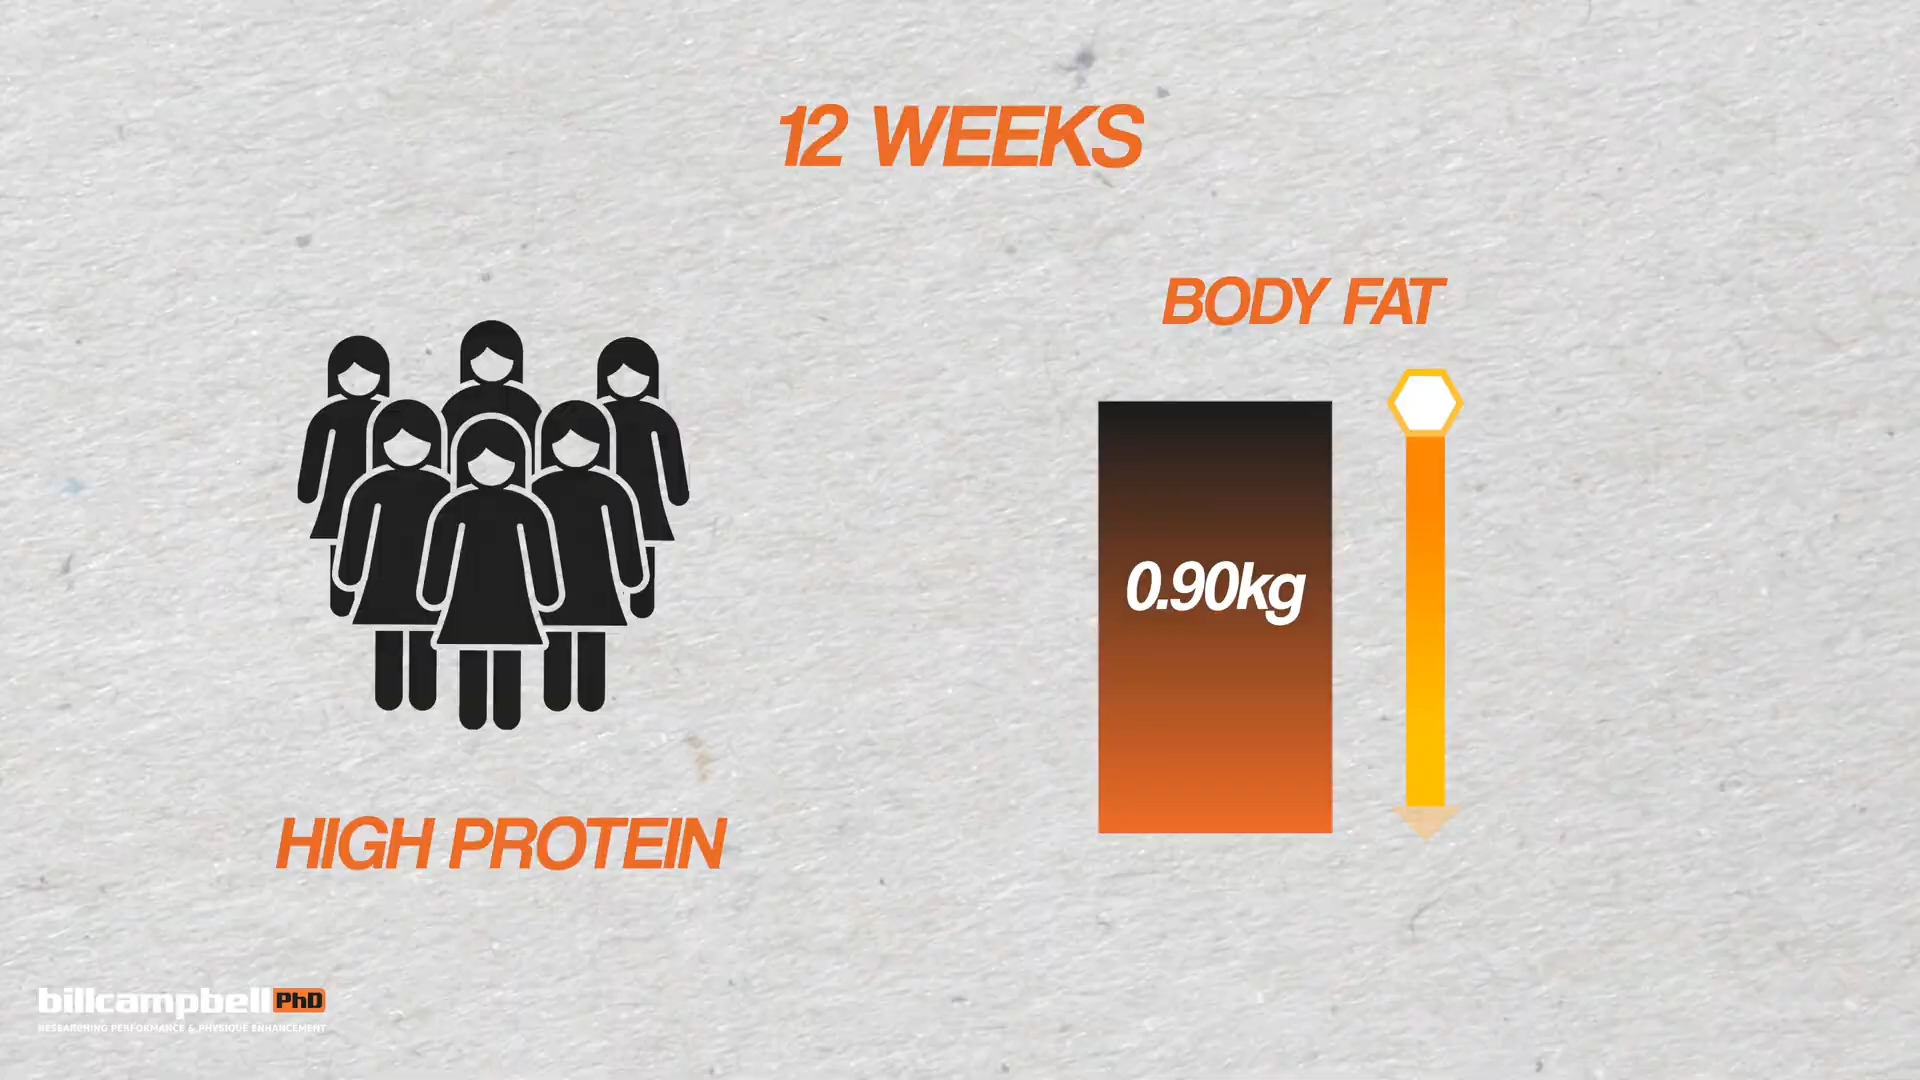 12 WEEKS
BODY FAT
0.90kg
HIGH PROTEIN
billcampbell PhD
RESEARCHING PERFORMANCE & PHYSIQUE ENHANCEMENT